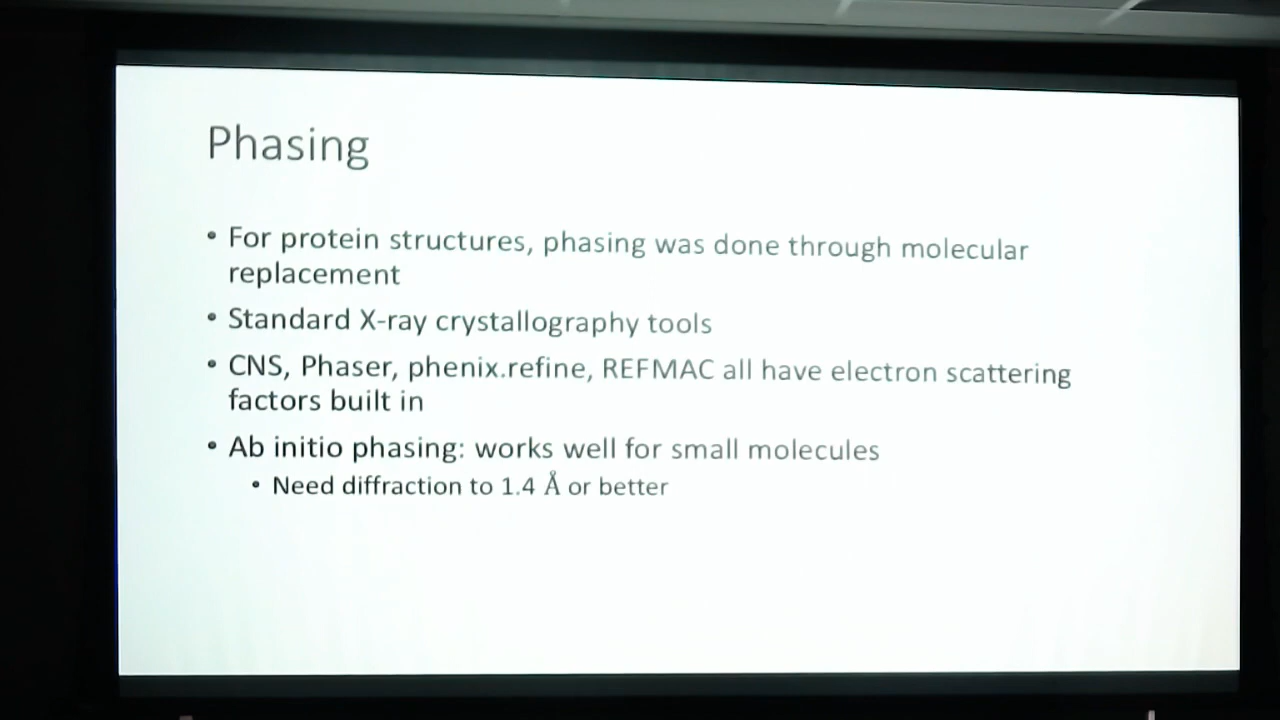 Phasing
• For protein structures, phasing was done through molecular
replacement
• Standard X-ray crystallography tools
• CNS, Phaser, phenix.refine, REFMAC all have electron scattering
factors built in
• Ab initio phasing: works well for small molecules
• Need diffraction to 1.4 Å or better